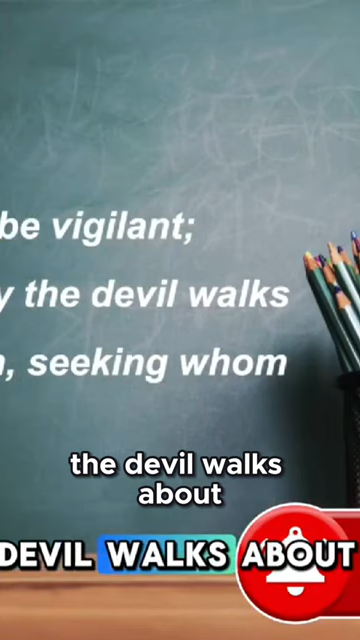 be vigilant;
the devil walks
, seeking whom
the devil walks
about
DEVIL WALKS ABOUT